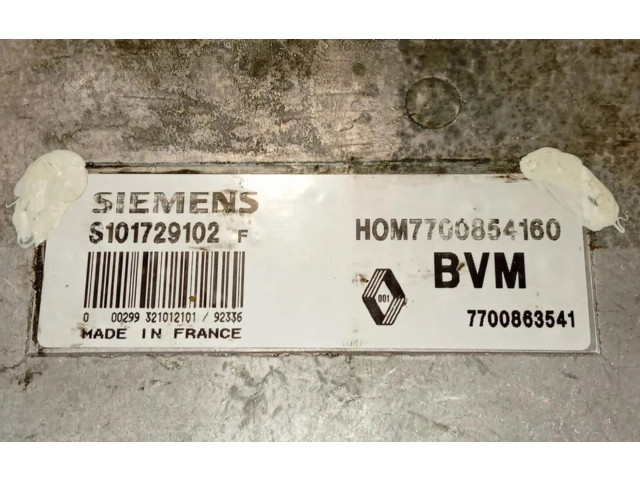 SIEMENS
S101729102 F
0 00299 321012101 / 92336
MADE IN FRANCE
HOM7700854160
001
BVM
7700863541